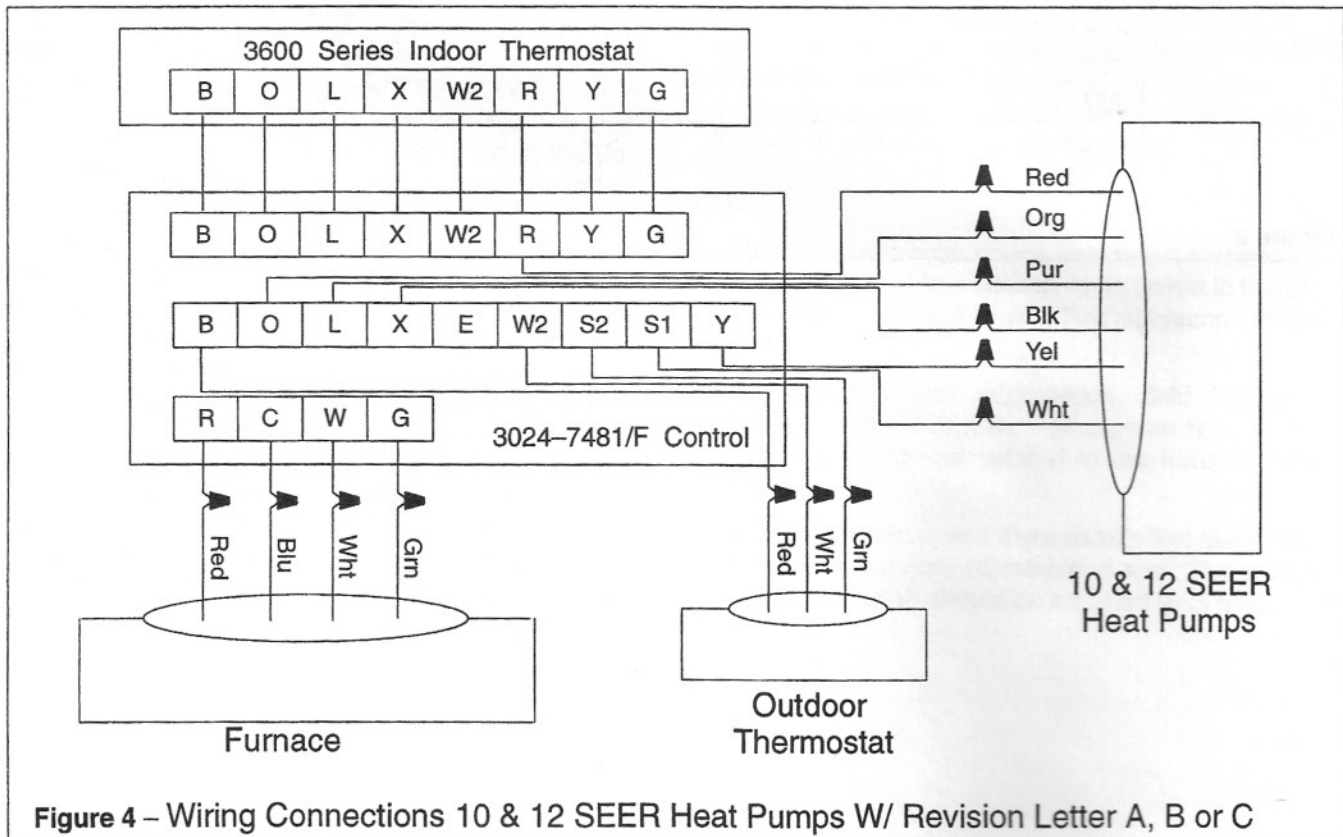 3600 Series Indoor Thermostat
B O L X W2 R Y G
B O L X W2 R Y G
B O L X E W2 S2 S1 Y
R C W G
3024–7481/F Control
Red
Org
Pur
Blk
Yel
Wht
10 & 12 SEER
Heat Pumps
Red Blu Wht Grn
Furnace
Red Wht Grn
Outdoor
Thermostat
Figure 4 – Wiring Connections 10 & 12 SEER Heat Pumps W/ Revision Letter A, B or C